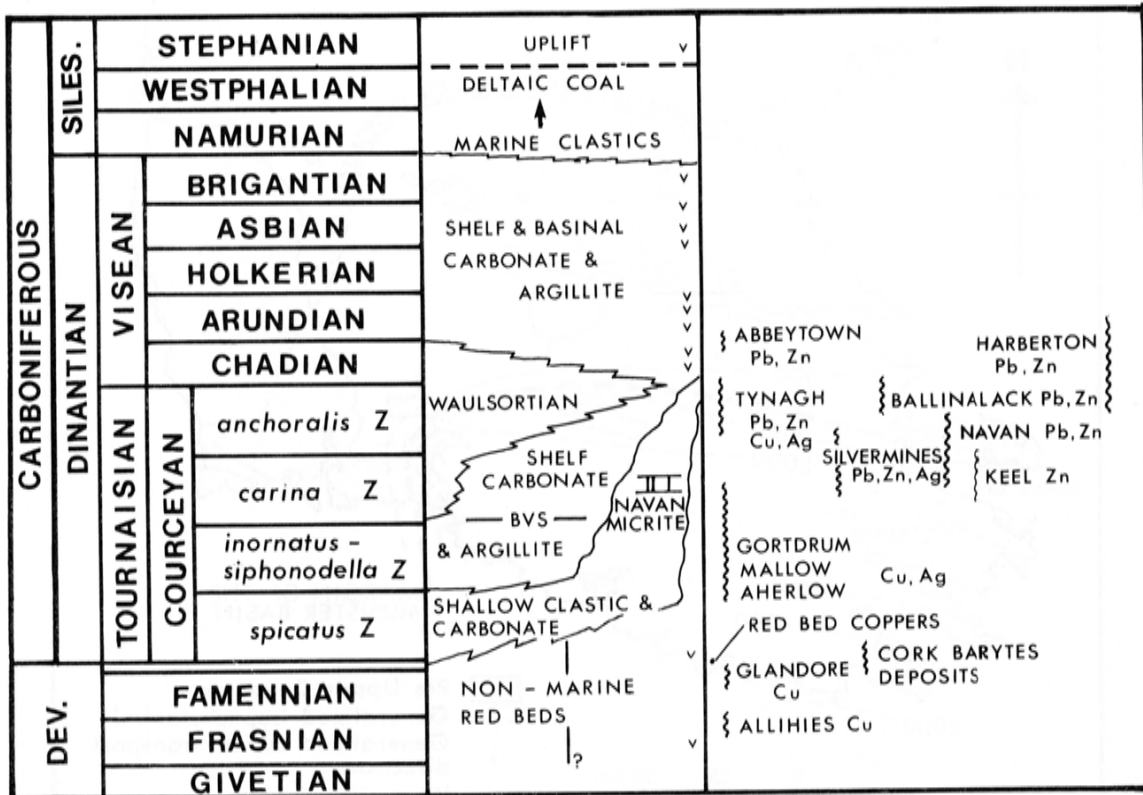 CARBONIFEROUS
DEV.
SILES.
DINANTIAN
VISEAN
TOURNAISIAN
COURCEYAN
STEPHANIAN
WESTPHALIAN
NAMURIAN
BRIGANTIAN
ASBIAN
HOLKERIAN
ARUNDIAN
CHADIAN
anchoralis Z
carina Z
inornatus –
siphonodella Z
spicatus Z
FAMENNIAN
FRASNIAN
GIVETIAN
UPLIFT
DELTAIC COAL
MARINE CLASTICS
SHELF & BASINAL
CARBONATE &
ARGILLITE
WAULSORTIAN
SHELF
CARBONATE
BVS
& ARGILLITE
NAVAN
MICRITE
SHALLOW CLASTIC &
CARBONATE
NON – MARINE
RED BEDS
?
ABBEYTOWN
Pb, Zn
HARBERTON
Pb, Zn
TYNAGH
Pb, Zn
Cu, Ag
BALLINALACK Pb, Zn
NAVAN Pb, Zn
SILVERMINES
Pb, Zn, Ag
KEEL Zn
GORTDRUM
MALLOW
AHERLOW
Cu, Ag
RED BED COPPERS
GLANDORE
Cu
CORK BARYTES
DEPOSITS
ALLIHIES Cu